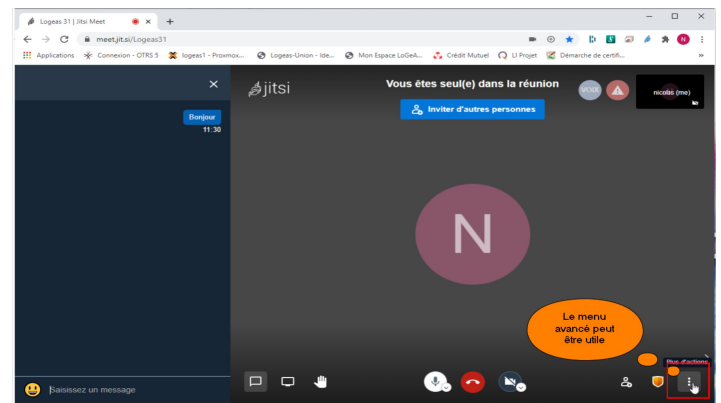 Logeas 31 | Jitsi Meet
meet.jit.si/Logeas31
Applications Connexion - OTRS 5 logeas1 - Proxmox... Logeas-Union - Ide... Mon Espace LoGeA... Crédit Mutuel LI Projet Démarche de certifi...
jitsi
Vous êtes seul(e) dans la réunion
Inviter d'autres personnes
VOIX
nicolas (me)
Bonjour
11:30
N
Le menu
avancé peut
être utile
Plus d'actions
Saisissez un message